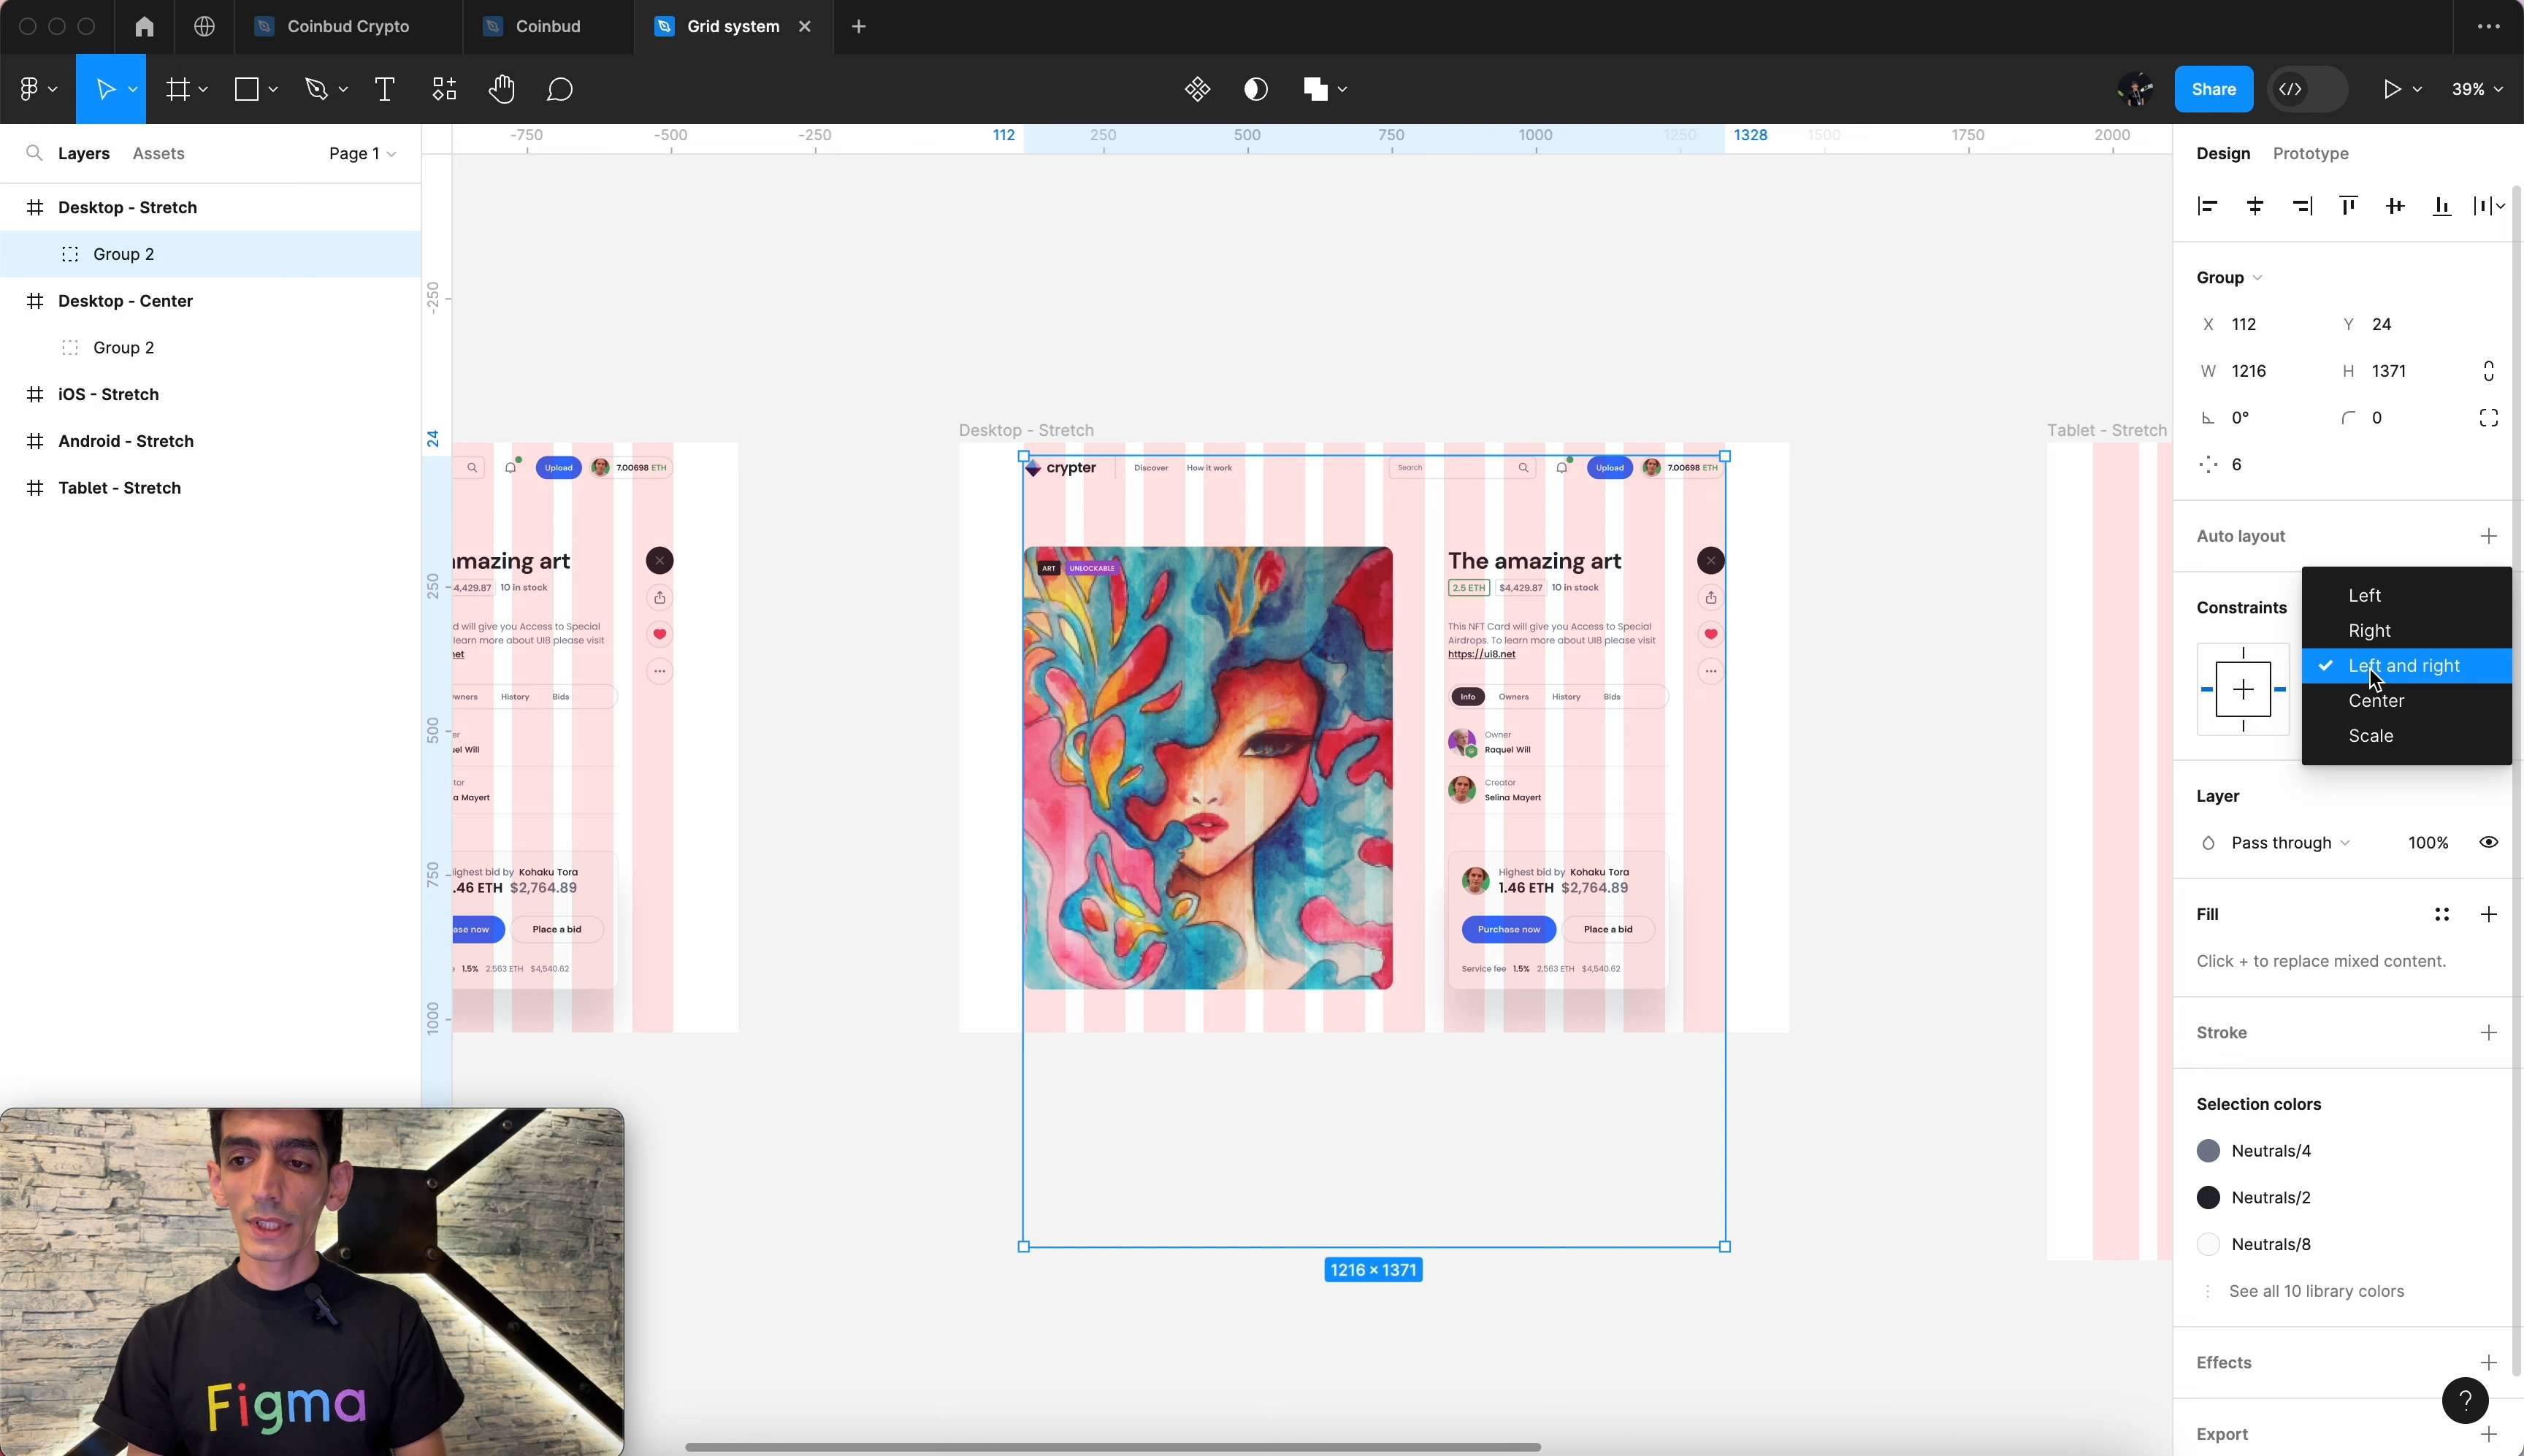 Coinbud Crypto
Coinbud
Grid system
Share
39%
Layers
Assets
Page 1
Desktop - Stretch
Group 2
Desktop - Center
Group 2
iOS - Stretch
Android - Stretch
Tablet - Stretch
-750
-500
-250
112
250
500
750
1000
1250
1328
1500
1750
2000
-250
24
250
500
750
1000
Upload
7.00698 ETH
amazing art
4,429.87
10 in stock
d will give you Access to Special
learn more about UI8 please visit
net
wners
History
Bids
er
uel Will
tor
a Mayert
lighest bid by Kohaku Tora
.46 ETH $2,764.89
ase now
Place a bid
1.5% 2.563 ETH $4,540.62
Desktop - Stretch
crypter
Discover
How it work
Search
Upload
7.00698 ETH
ART
UNLOCKABLE
The amazing art
2.5 ETH
$4,429.87
10 in stock
This NFT Card will give you Access to Special
Airdrops. To learn more about UI8 please visit
https://ui8.net
Info
Owners
History
Bids
Owner
Raquel Will
Creator
Selina Mayert
Highest bid by Kohaku Tora
1.46 ETH $2,764.89
Purchase now
Place a bid
Service fee 1.5% 2.563 ETH $4,540.62
1216 × 1371
Tablet - Stretch
Figma
Design
Prototype
Group
X 112
Y 24
W 1216
H 1371
0°
0
6
Auto layout
Constraints
Left
Right
Left and right
Center
Scale
Layer
Pass through
100%
Fill
Click + to replace mixed content.
Stroke
Selection colors
Neutrals/4
Neutrals/2
Neutrals/8
See all 10 library colors
Effects
?
Export